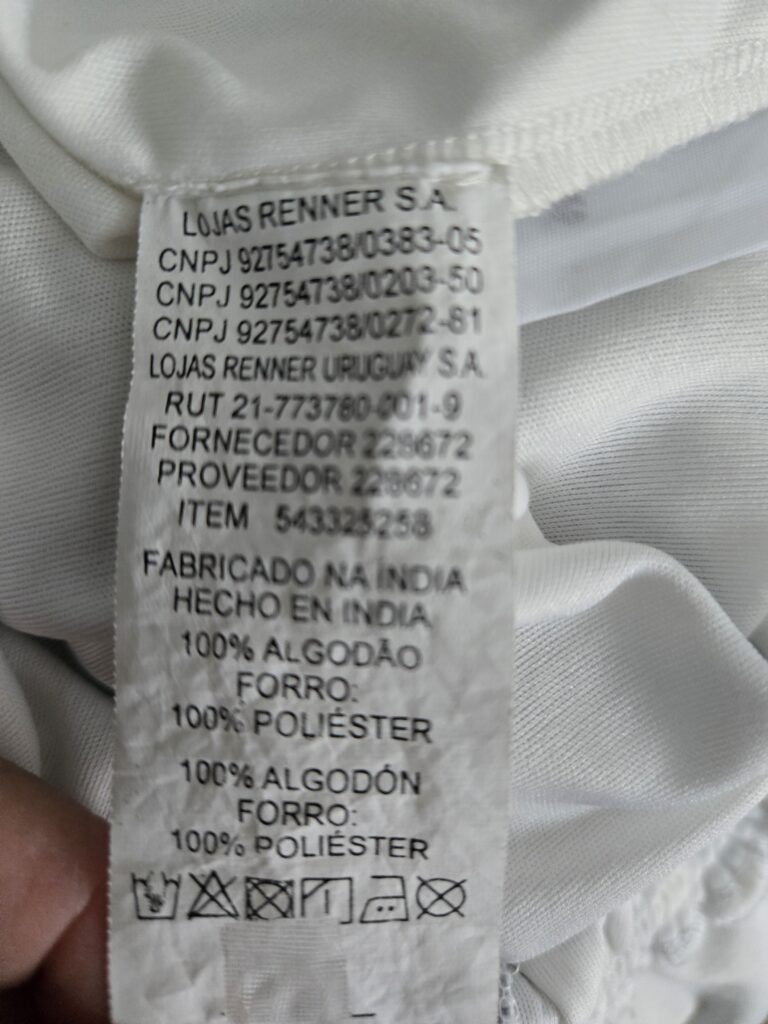 LOJAS RENNER S.A.
CNPJ 92754738/0383-05
CNPJ 92754738/0203-50
CNPJ 92754738/0272-81
LOJAS RENNER URUGUAY S.A.
RUT 21-773780-001-9
FORNECEDOR 228672
PROVEEDOR 228672
ITEM 543325258
FABRICADO NA ÍNDIA
HECHO EN INDIA
100% ALGODÃO
FORRO:
100% POLIÉSTER
100% ALGODÓN
FORRO:
100% POLIÉSTER